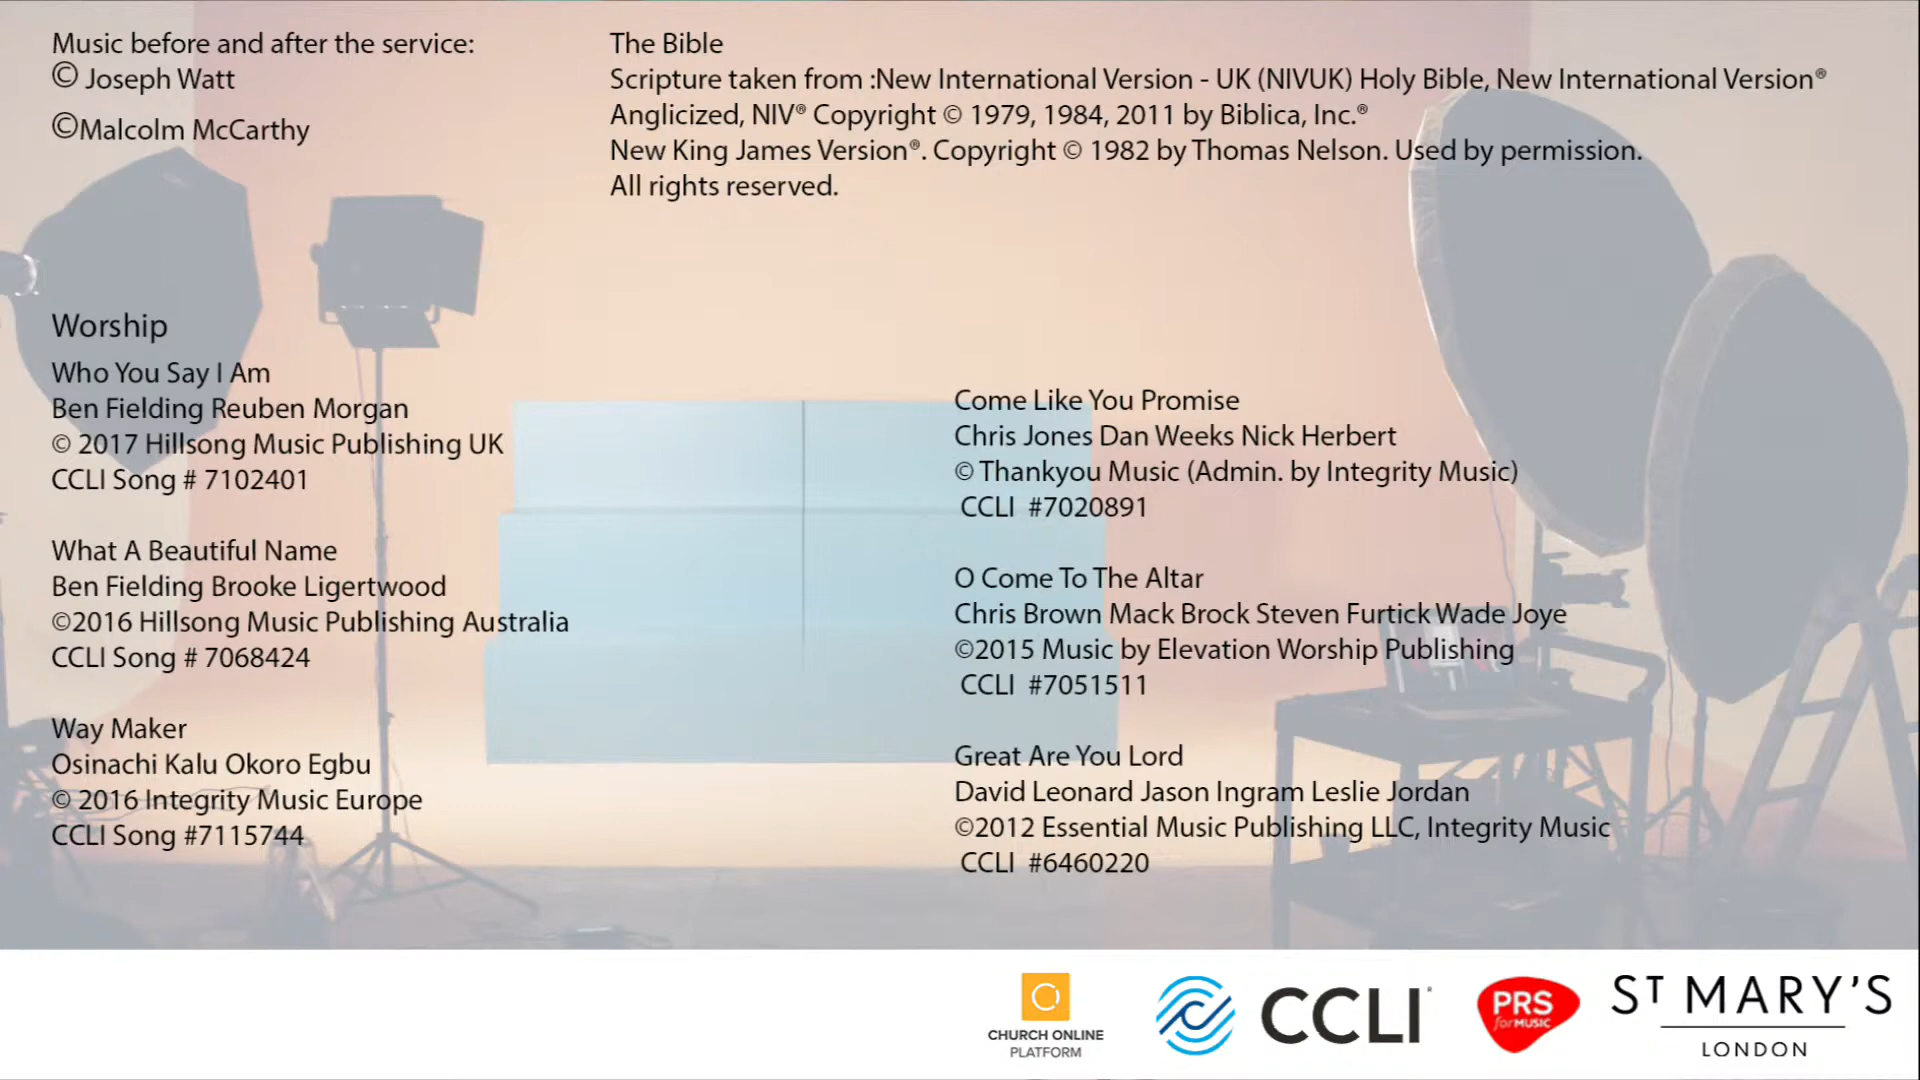 Music before and after the service:
© Joseph Watt
©Malcolm McCarthy
The Bible
Scripture taken from :New International Version - UK (NIVUK) Holy Bible, New International Version®
Anglicized, NIV® Copyright © 1979, 1984, 2011 by Biblica, Inc.®
New King James Version®. Copyright © 1982 by Thomas Nelson. Used by permission.
All rights reserved.
Worship
Who You Say I Am
Ben Fielding Reuben Morgan
© 2017 Hillsong Music Publishing UK
CCLI Song # 7102401
What A Beautiful Name
Ben Fielding Brooke Ligertwood
©2016 Hillsong Music Publishing Australia
CCLI Song # 7068424
Way Maker
Osinachi Kalu Okoro Egbu
© 2016 Integrity Music Europe
CCLI Song #7115744
Come Like You Promise
Chris Jones Dan Weeks Nick Herbert
© Thankyou Music (Admin. by Integrity Music)
CCLI #7020891
O Come To The Altar
Chris Brown Mack Brock Steven Furtick Wade Joye
©2015 Music by Elevation Worship Publishing
CCLI #7051511
Great Are You Lord
David Leonard Jason Ingram Leslie Jordan
©2012 Essential Music Publishing LLC, Integrity Music
CCLI #6460220
CHURCH ONLINE
PLATFORM
CCLI
PRS
for MUSIC
ST MARY'S
LONDON